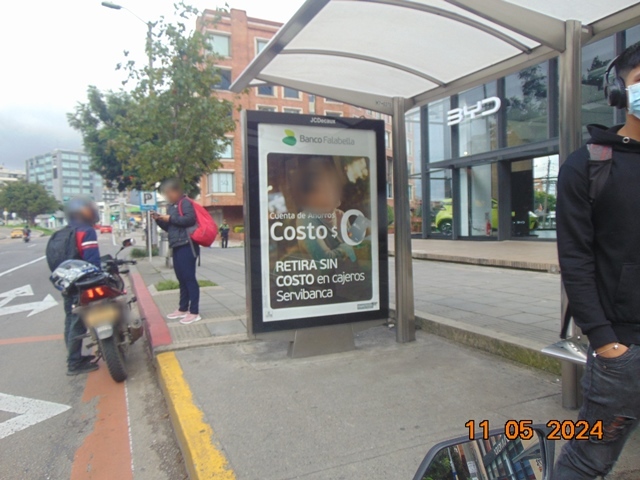 JCDecaux
Banco Falabella
BYD
P
Cuenta de Ahorros
Costo $0
RETIRA SIN
COSTO en cajeros
Servibanca
11 05 2024